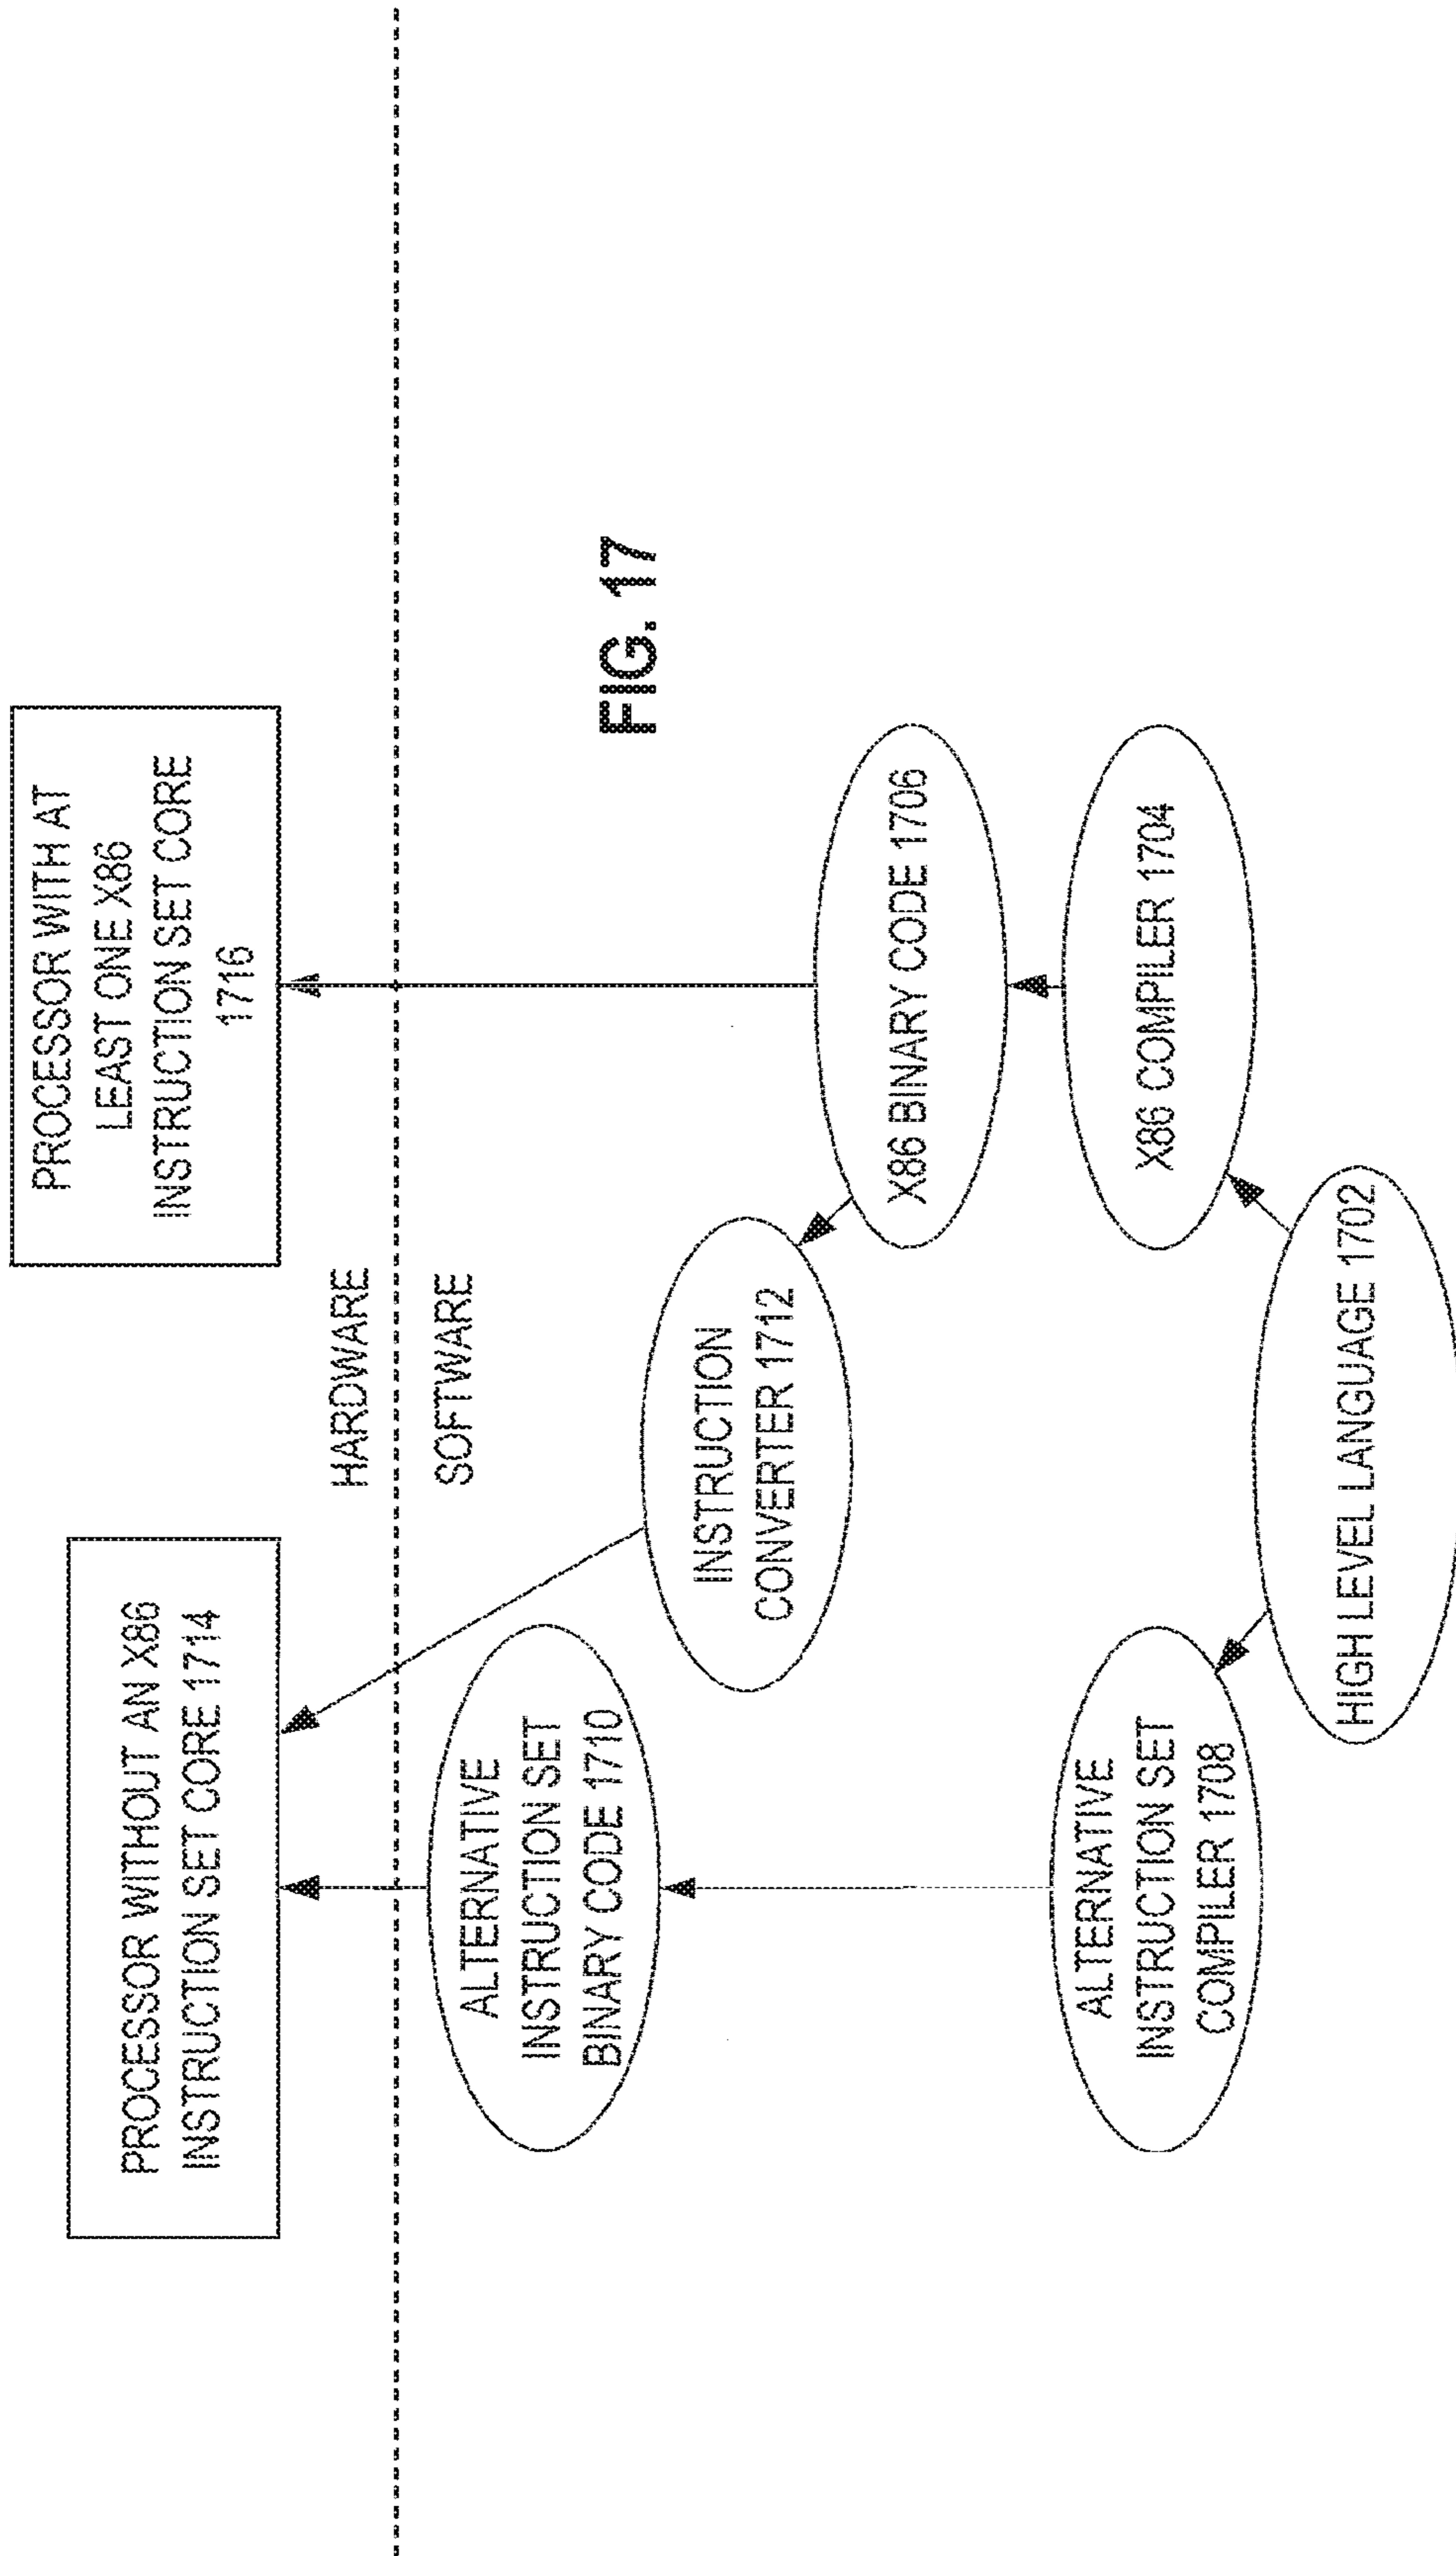 PROCESSOR WITHOUT AN X86
INSTRUCTION SET CORE 1714
PROCESSOR WITH AT
LEAST ONE X86
INSTRUCTION SET CORE
1716
HARDWARE
SOFTWARE
ALTERNATIVE
INSTRUCTION SET
BINARY CODE 1710
INSTRUCTION
CONVERTER 1712
FIG. 17
X86 BINARY CODE 1706
ALTERNATIVE
INSTRUCTION SET
COMPILER 1708
X86 COMPILER 1704
HIGH LEVEL LANGUAGE 1702